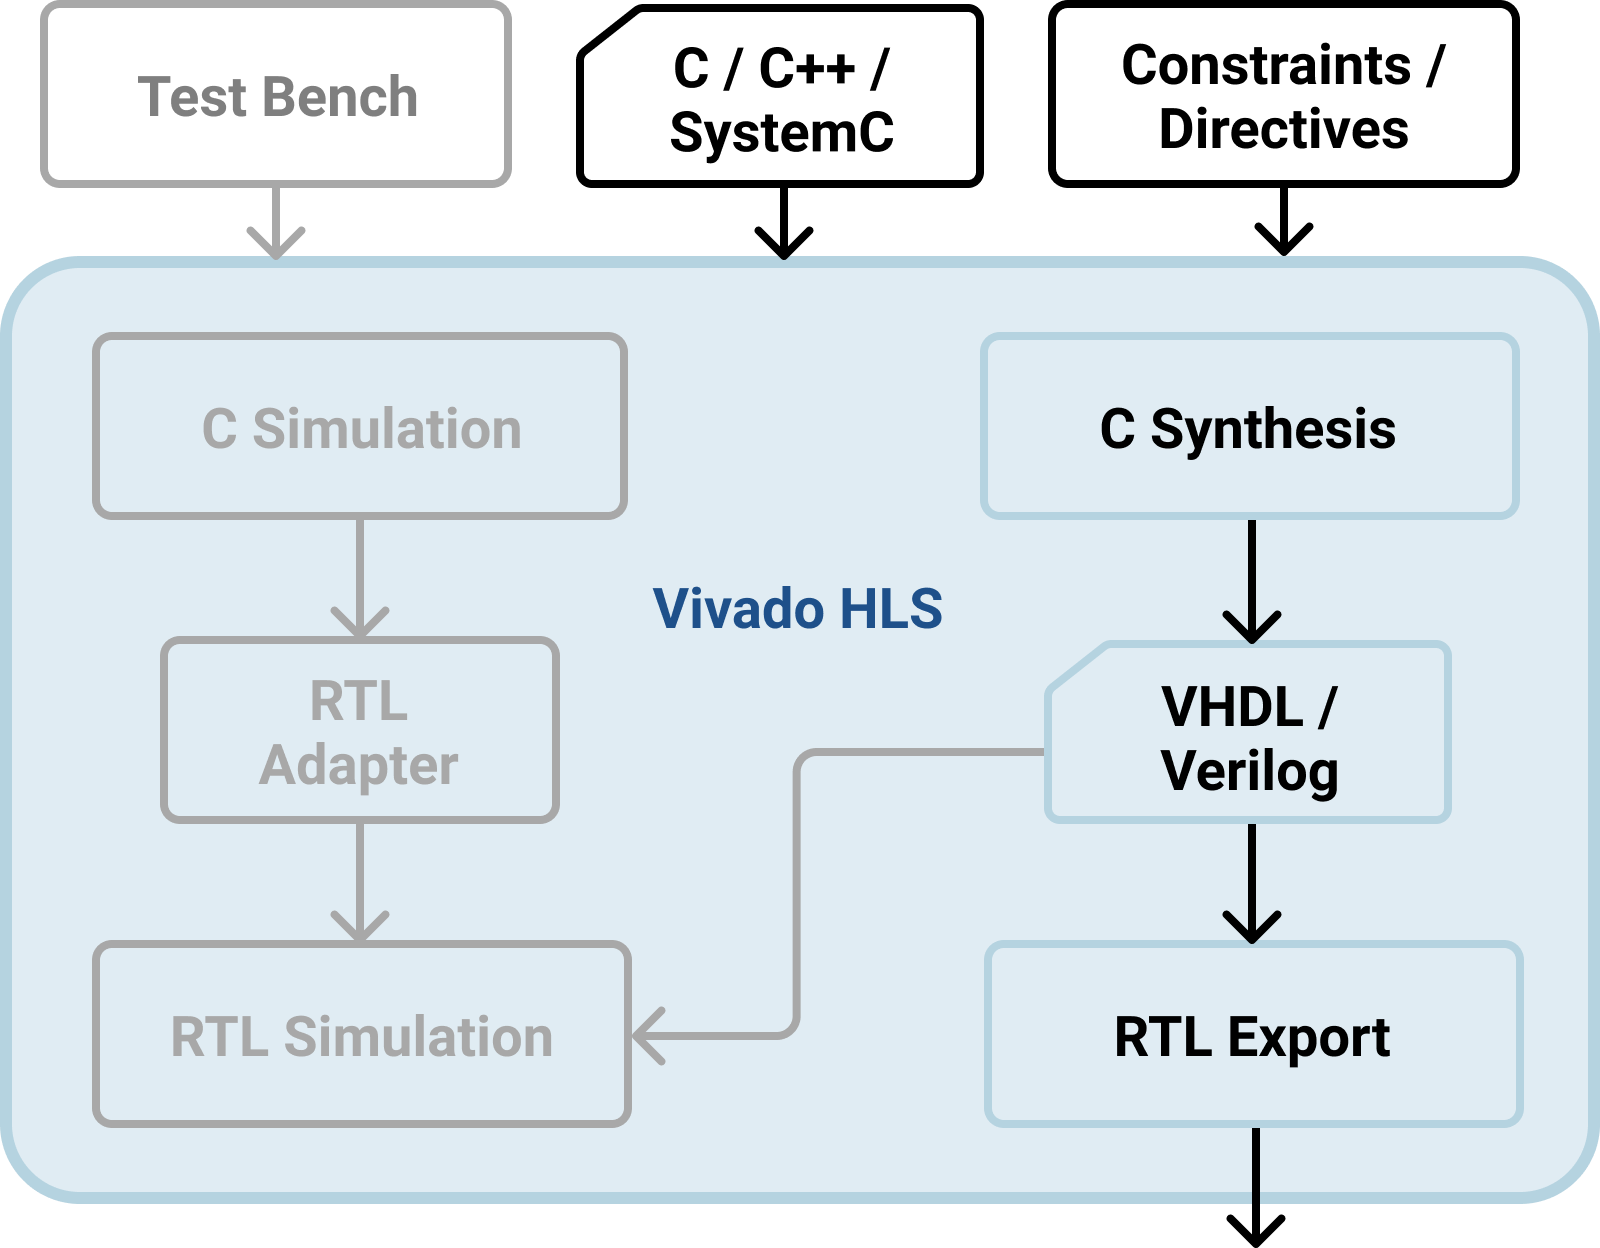 Test Bench
C / C++ /
SystemC
Constraints /
Directives
C Simulation
C Synthesis
Vivado HLS
RTL
Adapter
VHDL /
Verilog
RTL Simulation
RTL Export